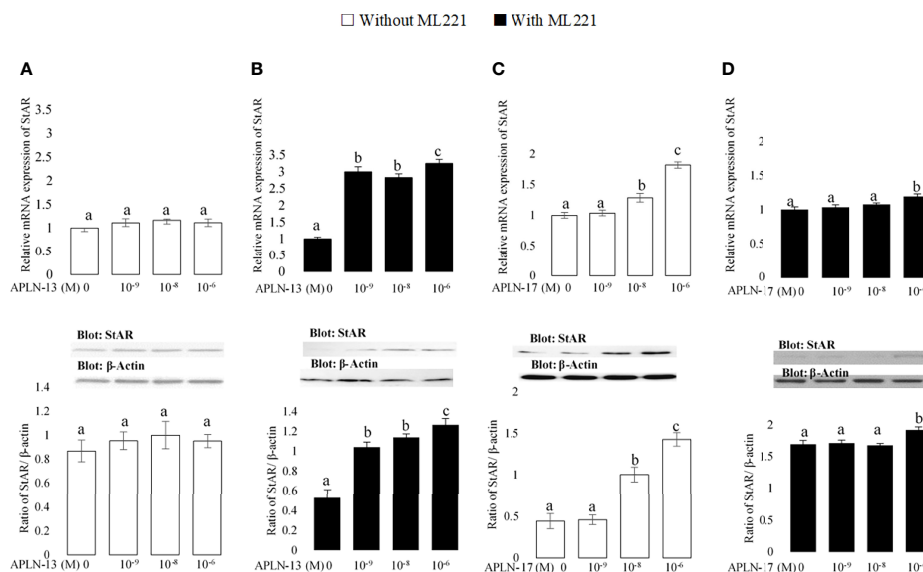 □ Without ML221 ■ With ML221
A B C D
Relative mRNA expression of StAR
3.5
3
2.5
2
1.5
1
0.5
0
a a a a
APLN-13 (M) 0 10⁻⁹ 10⁻⁸ 10⁻⁶
Relative mRNA expression of StAR
3.5
3
2.5
2
1.5
1
0.5
0
a b b c
APLN-13 (M) 0 10⁻⁹ 10⁻⁸ 10⁻⁶
Relative mRNA expression of StAR
2
1.5
1
0.5
0
a a b c
APLN-17 (M) 0 10⁻⁹ 10⁻⁸ 10⁻⁶
Relative mRNA expression of StAR
2
1.5
1
0.5
0
a a a b
APLN-17 (M) 0 10⁻⁹ 10⁻⁸
Blot: StAR
Blot: β-Actin
Ratio of StAR/ β-actin
1.4
1.2
1
0.8
0.6
0.4
0.2
0
a a a a
APLN-13 (M) 0 10⁻⁹ 10⁻⁸ 10⁻⁶
Blot: StAR
Blot: β-Actin
Ratio of StAR/ β-actin
1.4
1.2
1
0.8
0.6
0.4
0.2
0
a b b c
APLN-13 (M) 0 10⁻⁹ 10⁻⁸ 10⁻⁶
Blot: StAR
Blot: β-Actin
Ratio of StAR/ β-actin
2
1.5
1
0.5
0
a a b c
APLN-17 (M) 0 10⁻⁹ 10⁻⁸ 10⁻⁶
Blot: StAR
Blot: β-Actin
Ratio of StAR/ β-actin
2
1.5
1
0.5
0
a a a b
APLN-17 (M) 0 10⁻⁹ 10⁻⁸